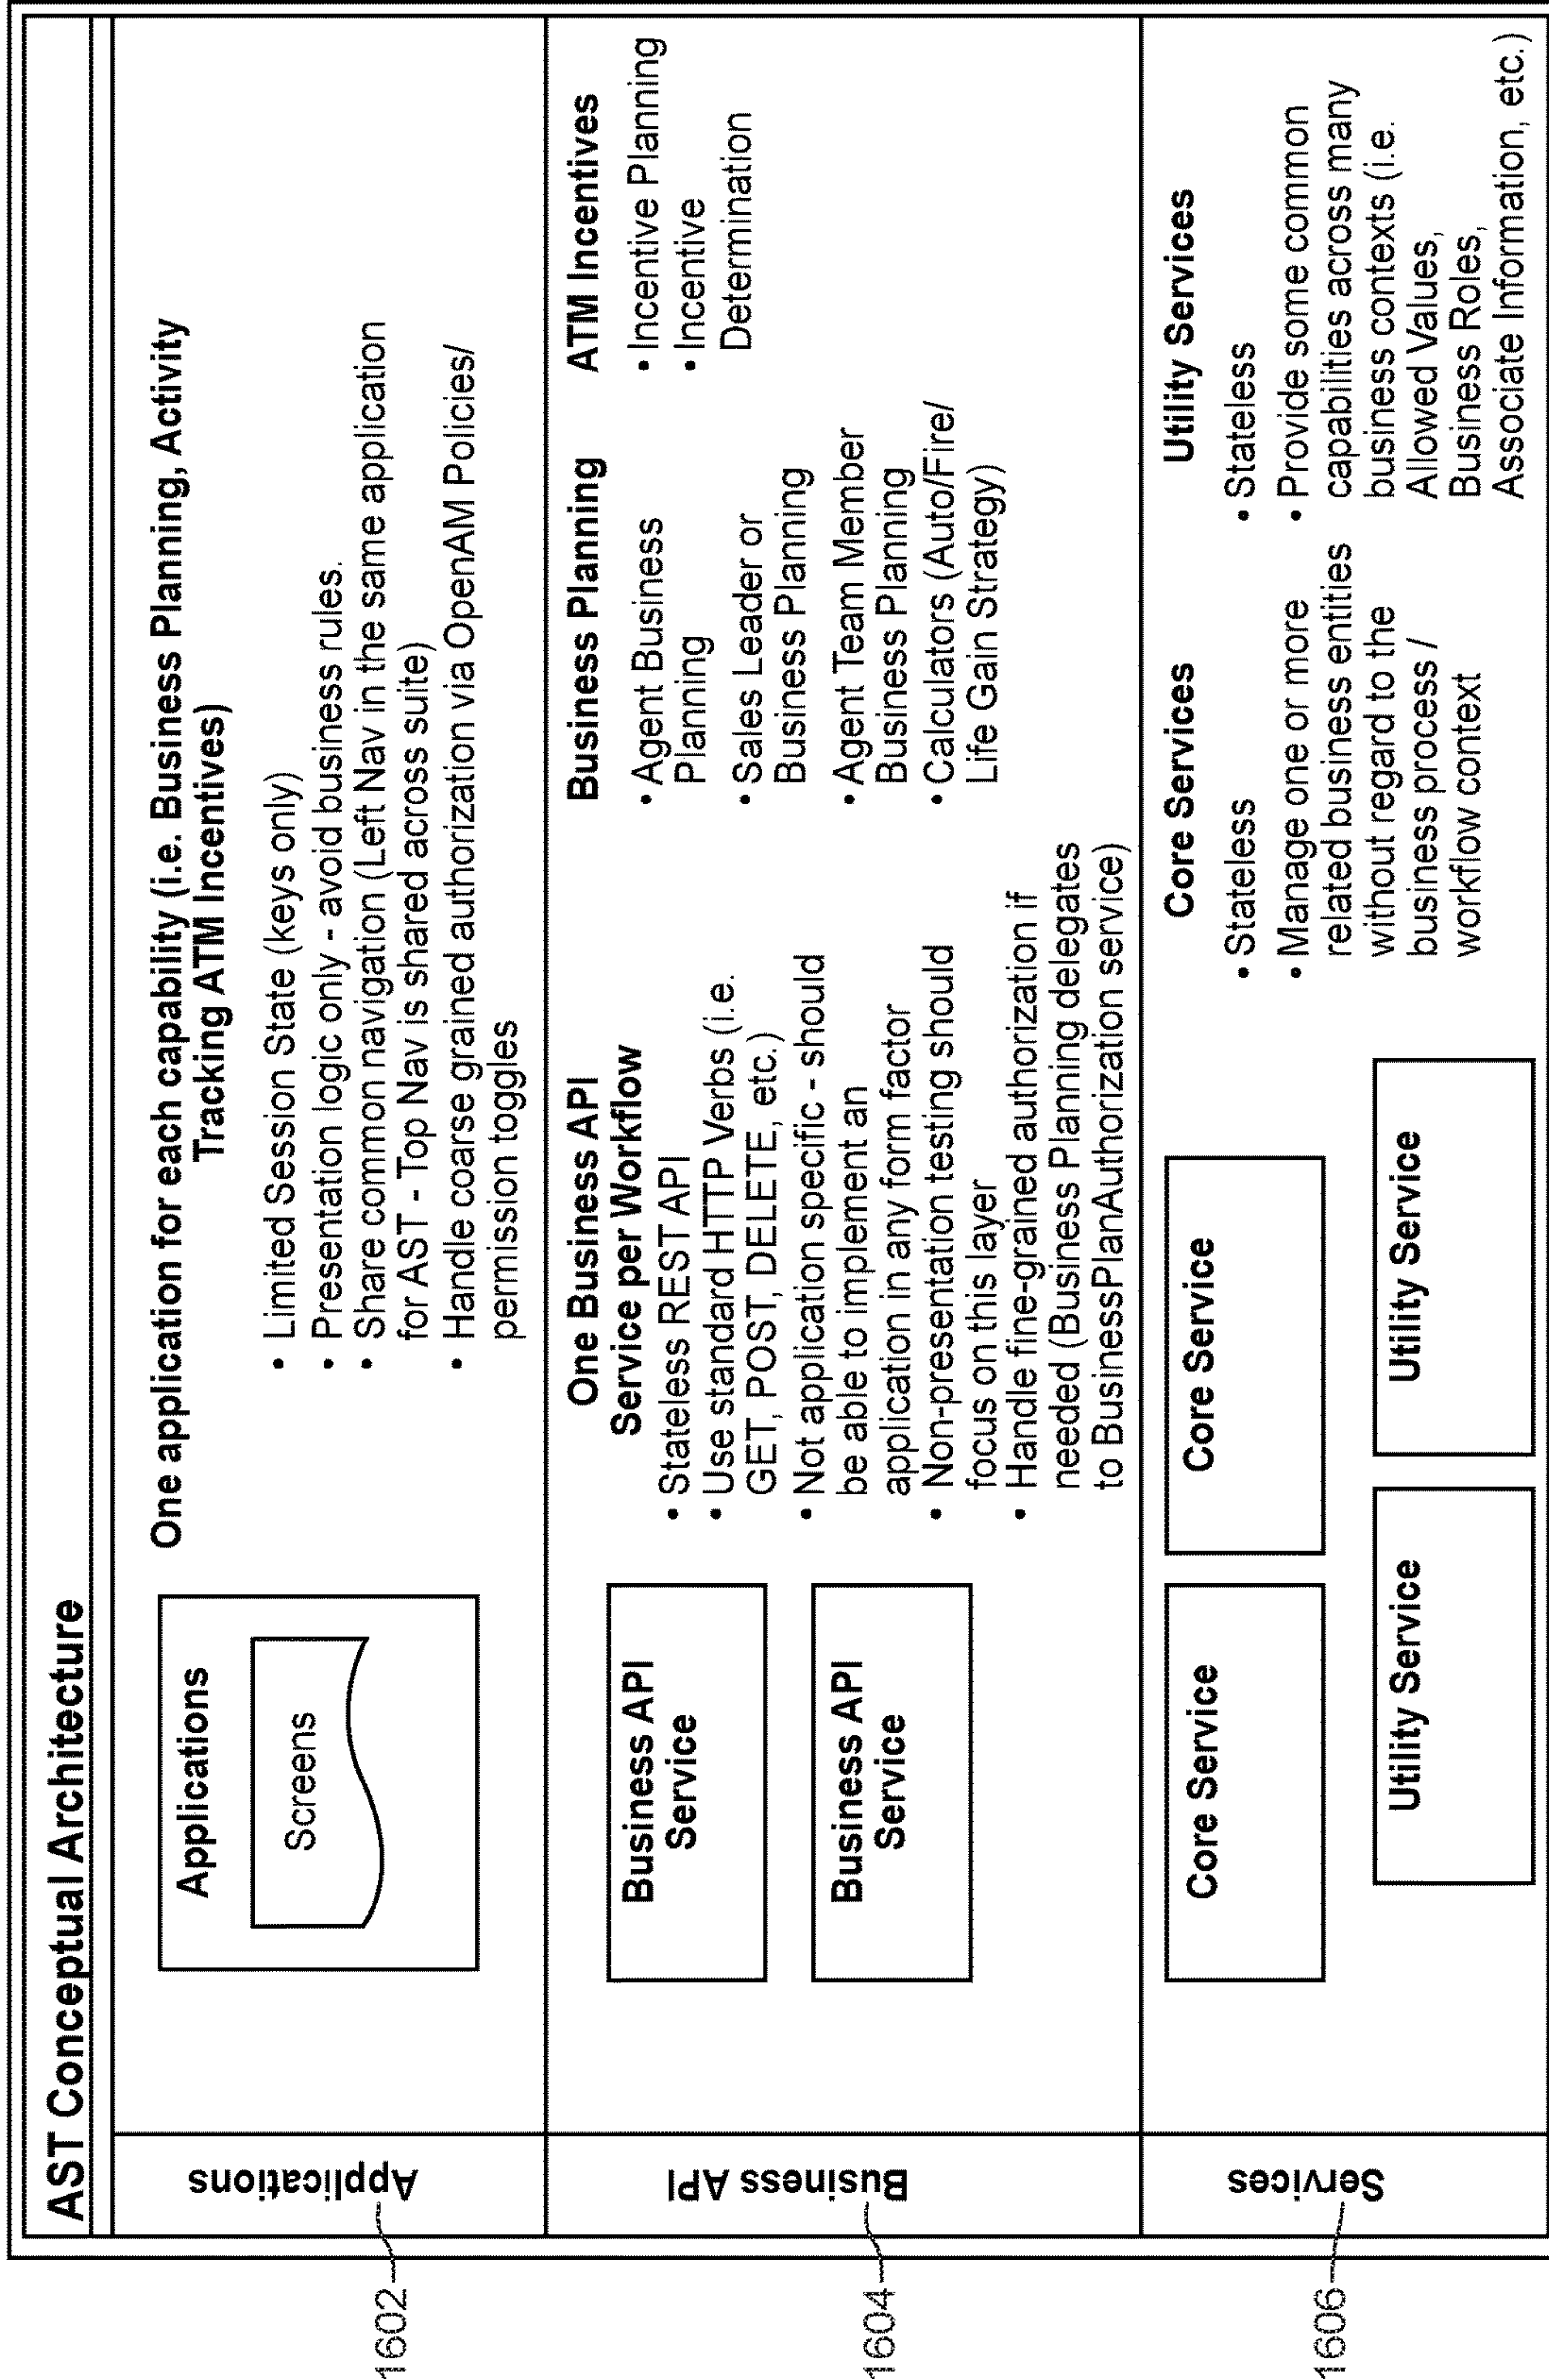 AST Conceptual Architecture
Applications
1602
Applications
Screens
One application for each capability (i.e. Business Planning, Activity
Tracking ATM Incentives)
• Limited Session State (keys only)
• Presentation logic only - avoid business rules.
• Share common navigation (Left Nav in the same application
for AST - Top Nav is shared across suite)
• Handle coarse grained authorization via OpenAM Policies/
permission toggles
Business API
1604
Business API
Service
Business API
Service
One Business API
Service per Workflow
• Stateless REST API
• Use standard HTTP Verbs (i.e.
GET, POST, DELETE, etc.)
• Not application specific - should
be able to implement an
application in any form factor
• Non-presentation testing should
focus on this layer
• Handle fine-grained authorization if
needed (Business Planning delegates
to BusinessPlanAuthorization service)
Business Planning
• Agent Business
Planning
• Sales Leader or
Business Planning
• Agent Team Member
Business Planning
• Calculators (Auto/Fire/
Life Gain Strategy)
ATM Incentives
• Incentive Planning
• Incentive
Determination
Services
1606
Core Service
Core Service
Utility Service
Utility Service
Core Services
• Stateless
• Manage one or more
related business entities
without regard to the
business process /
workflow context
Utility Services
• Stateless
• Provide some common
capabilities across many
business contexts (i.e.
Allowed Values,
Business Roles,
Associate Information, etc.)